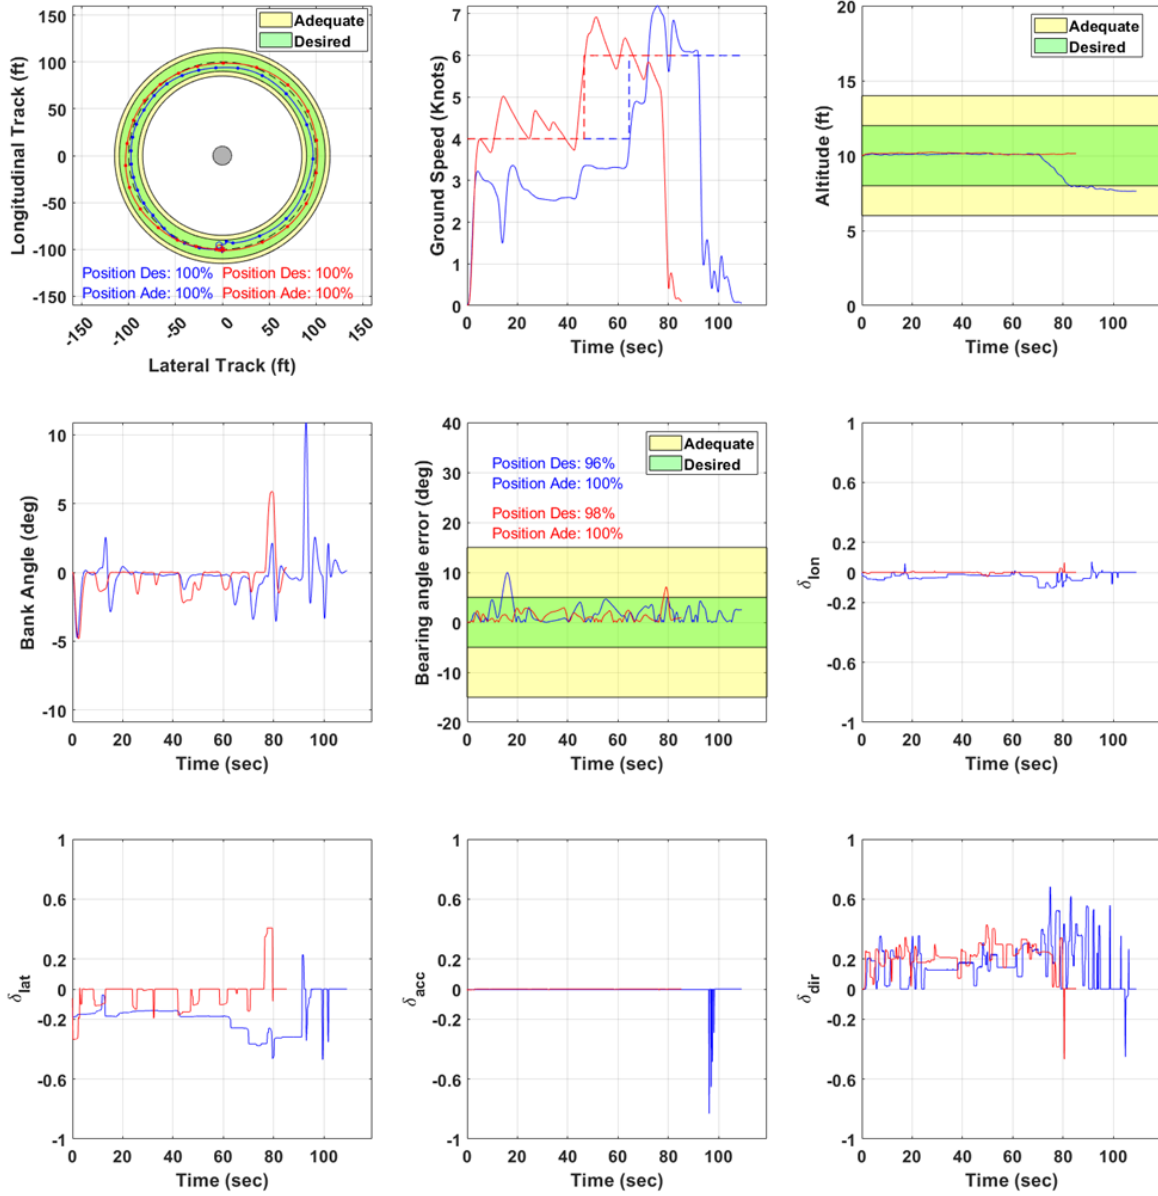 Adequate
Desired
Longitudinal Track (ft)
150
100
50
0
-50
-100
-150
Position Des: 100%
Position Des: 100%
Position Ade: 100%
Position Ade: 100%
-150
-100
-50
0
50
100
150
Lateral Track (ft)
Ground Speed (Knots)
7
6
5
4
3
2
1
0
0 20 40 60 80 100
Time (sec)
Adequate
Desired
Altitude (ft)
20
15
10
5
0
0 20 40 60 80 100
Time (sec)
Bank Angle (deg)
10
5
0
-5
-10
0 20 40 60 80 100
Time (sec)
Adequate
Desired
Position Des: 96%
Position Ade: 100%
Position Des: 98%
Position Ade: 100%
Bearing angle error (deg)
40
30
20
10
0
-10
-20
0 20 40 60 80 100
Time (sec)
δlon
1
0.6
0.2
0
-0.2
-0.6
-1
0 20 40 60 80 100
Time (sec)
δlat
1
0.6
0.2
0
-0.2
-0.6
-1
0 20 40 60 80 100
Time (sec)
δacc
1
0.6
0.2
0
-0.2
-0.6
-1
0 20 40 60 80 100
Time (sec)
δdir
1
0.6
0.2
0
-0.2
-0.6
-1
0 20 40 60 80 100
Time (sec)